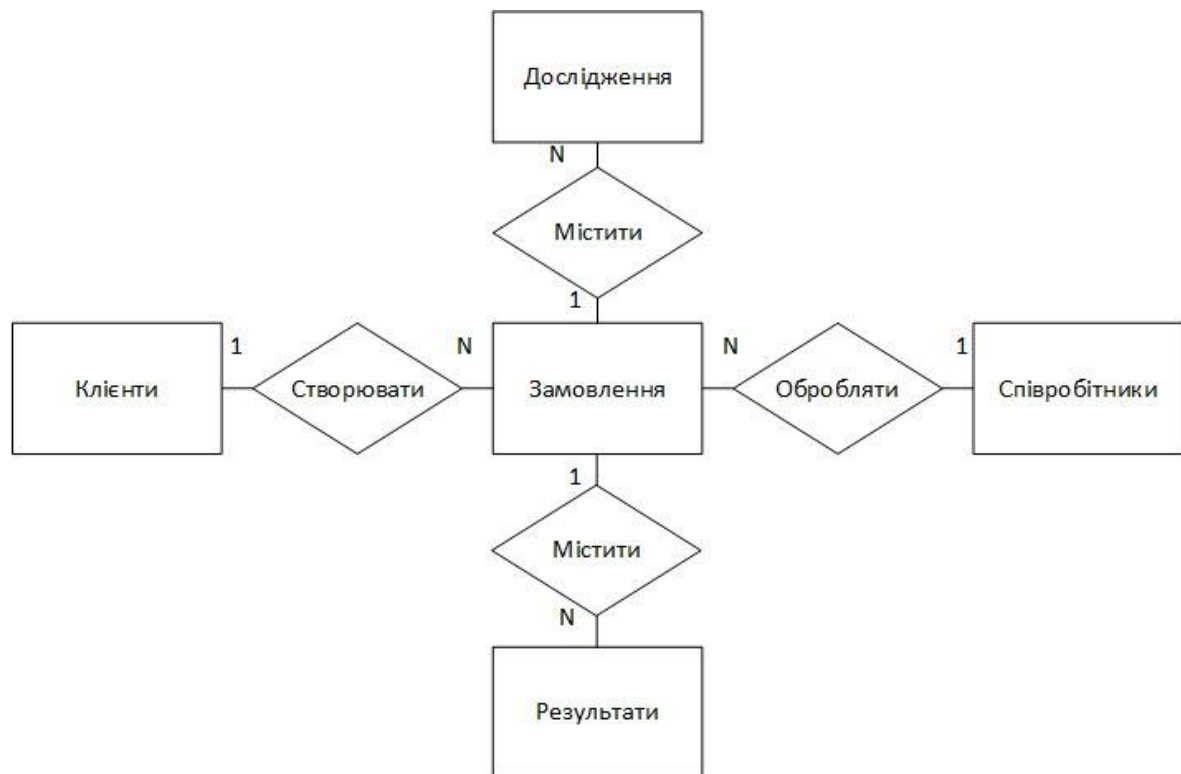 Дослідження
N
Містити
1
Клієнти
1
Створювати
N
Замовлення
N
Обробляти
1
Співробітники
1
Містити
N
Результати